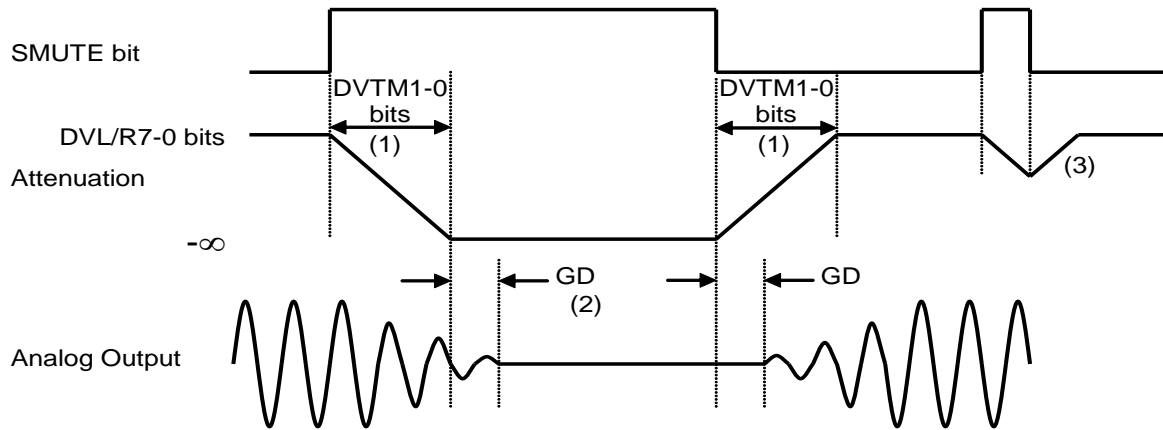 SMUTE bit
DVTM1-0
bits
(1)
DVTM1-0
bits
(1)
DVL/R7-0 bits
Attenuation
(3)
-∞
GD
(2)
GD
Analog Output